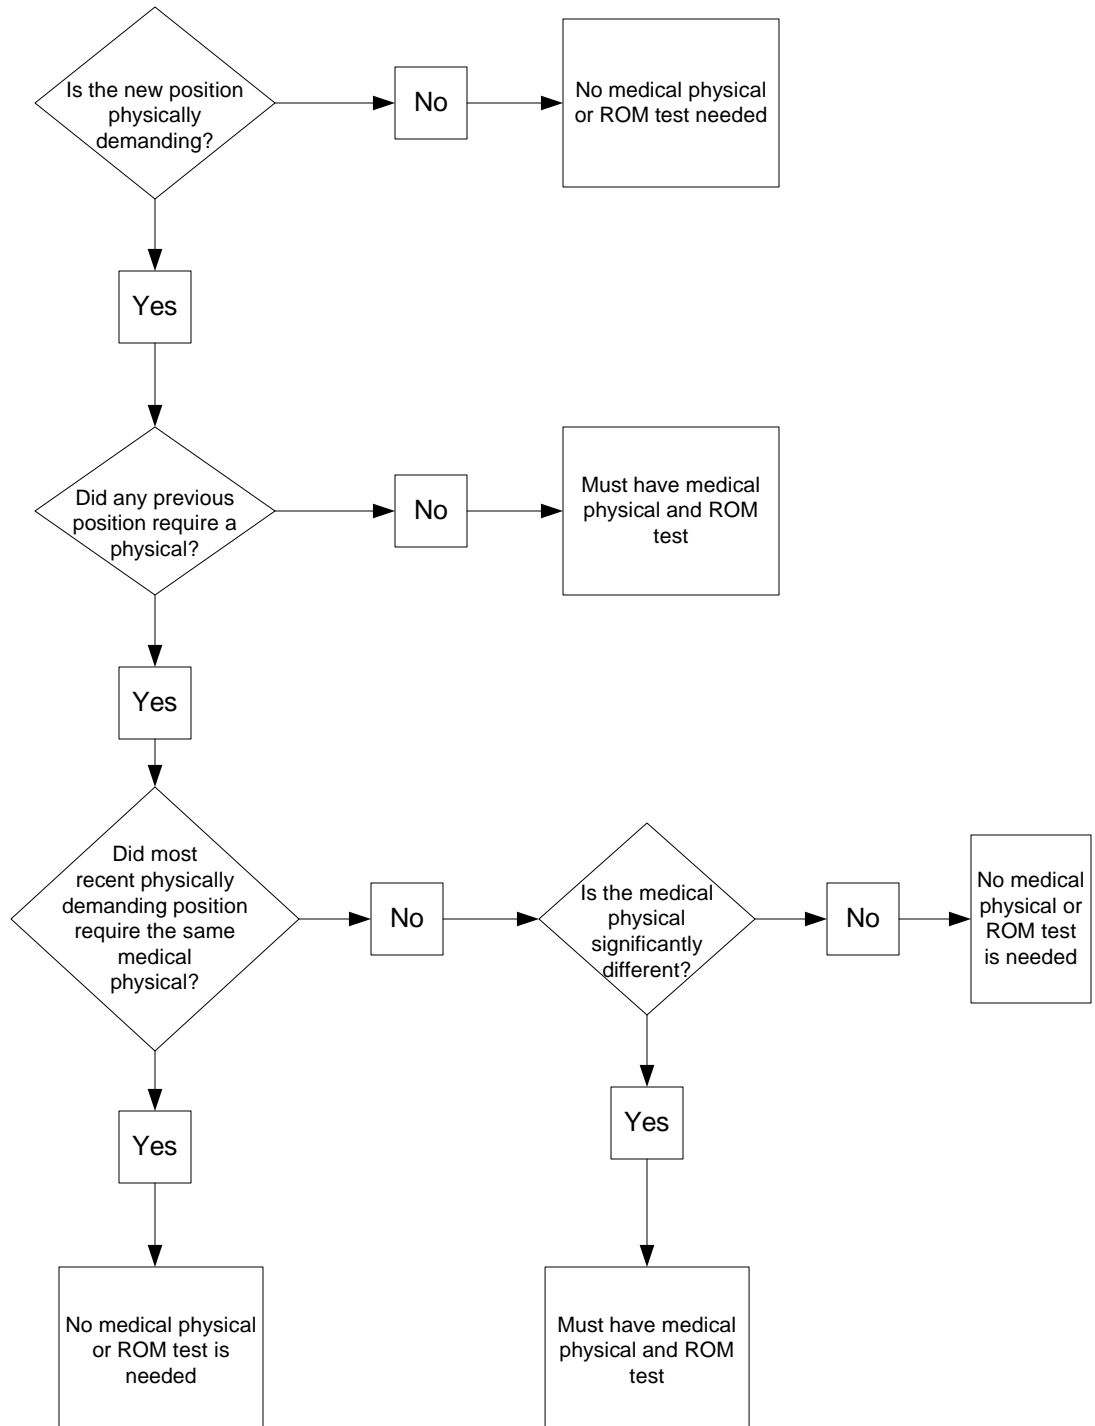 Is the new position
physically
demanding?
No
No medical physical
or ROM test needed
Yes
Did any previous
position require a
physical?
No
Must have medical
physical and ROM
test
Yes
Did most
recent physically
demanding position
require the same
medical
physical?
No
Is the medical
physical
significantly
different?
No
No medical
physical or
ROM test
is needed
Yes
Yes
No medical physical
or ROM test is
needed
Must have medical
physical and ROM
test